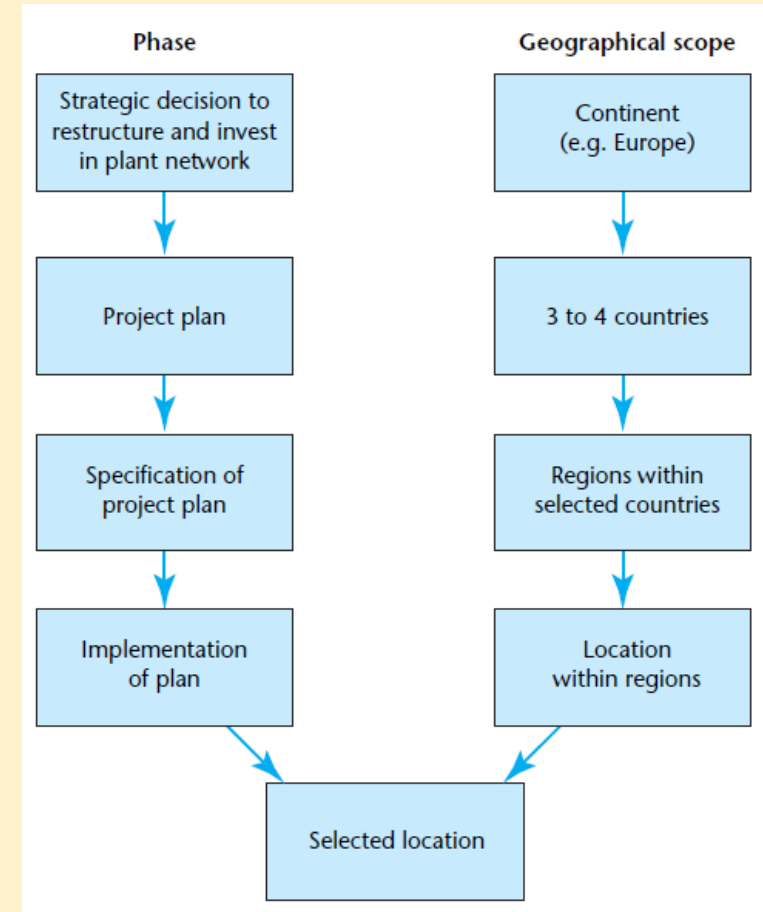 Phase
Strategic decision to
restructure and invest
in plant network
Project plan
Specification of
project plan
Implementation
of plan
Geographical scope
Continent
(e.g. Europe)
3 to 4 countries
Regions within
selected countries
Location
within regions
Selected location